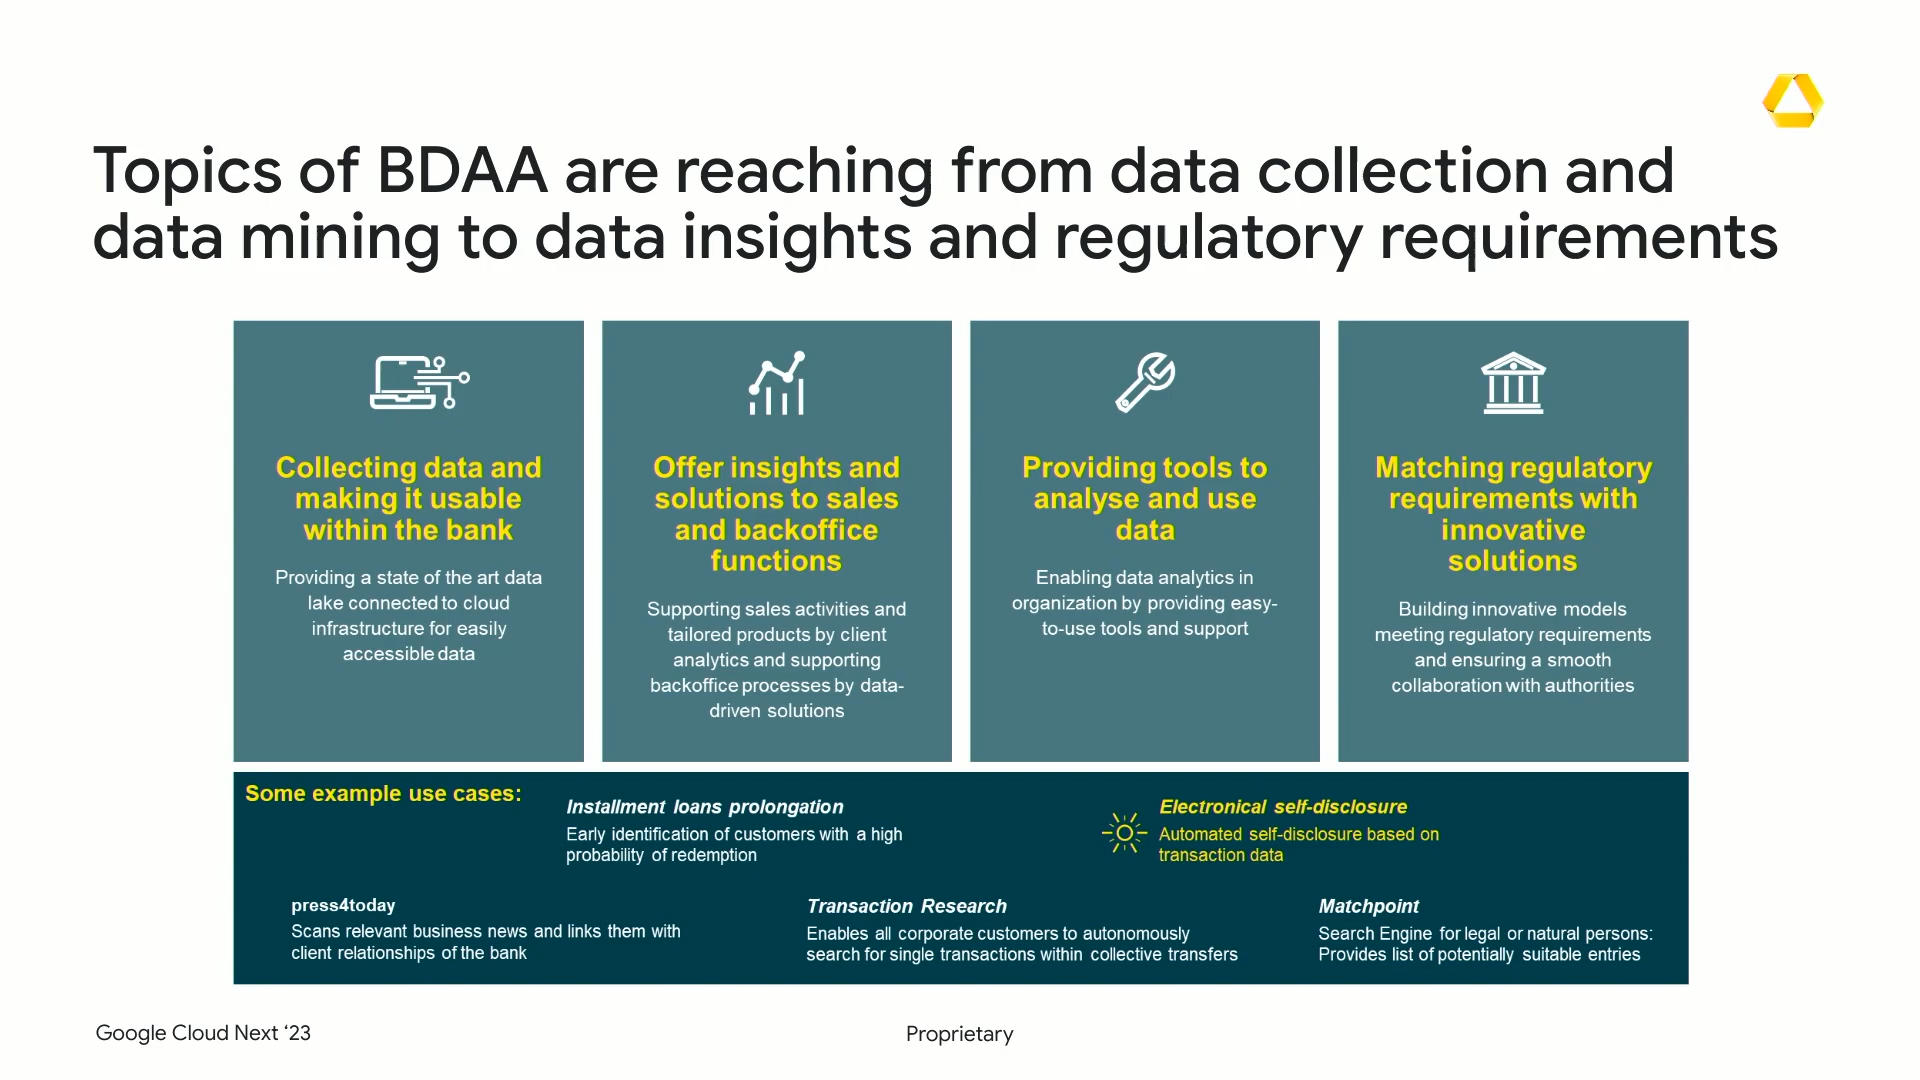 Topics of BDAA are reaching from data collection and
data mining to data insights and regulatory requirements
Collecting data and
making it usable
within the bank
Providing a state of the art data
lake connected to cloud
infrastructure for easily
accessible data
Offer insights and
solutions to sales
and backoffice
functions
Supporting sales activities and
tailored products by client
analytics and supporting
backoffice processes by data-
driven solutions
Providing tools to
analyse and use
data
Enabling data analytics in
organization by providing easy-
to-use tools and support
Matching regulatory
requirements with
innovative
solutions
Building innovative models
meeting regulatory requirements
and ensuring a smooth
collaboration with authorities
Some example use cases:
Installment loans prolongation
Early identification of customers with a high
probability of redemption
Electronical self-disclosure
Automated self-disclosure based on
transaction data
press4today
Scans relevant business news and links them with
client relationships of the bank
Transaction Research
Enables all corporate customers to autonomously
search for single transactions within collective transfers
Matchpoint
Search Engine for legal or natural persons:
Provides list of potentially suitable entries
Google Cloud Next ‘23
Proprietary